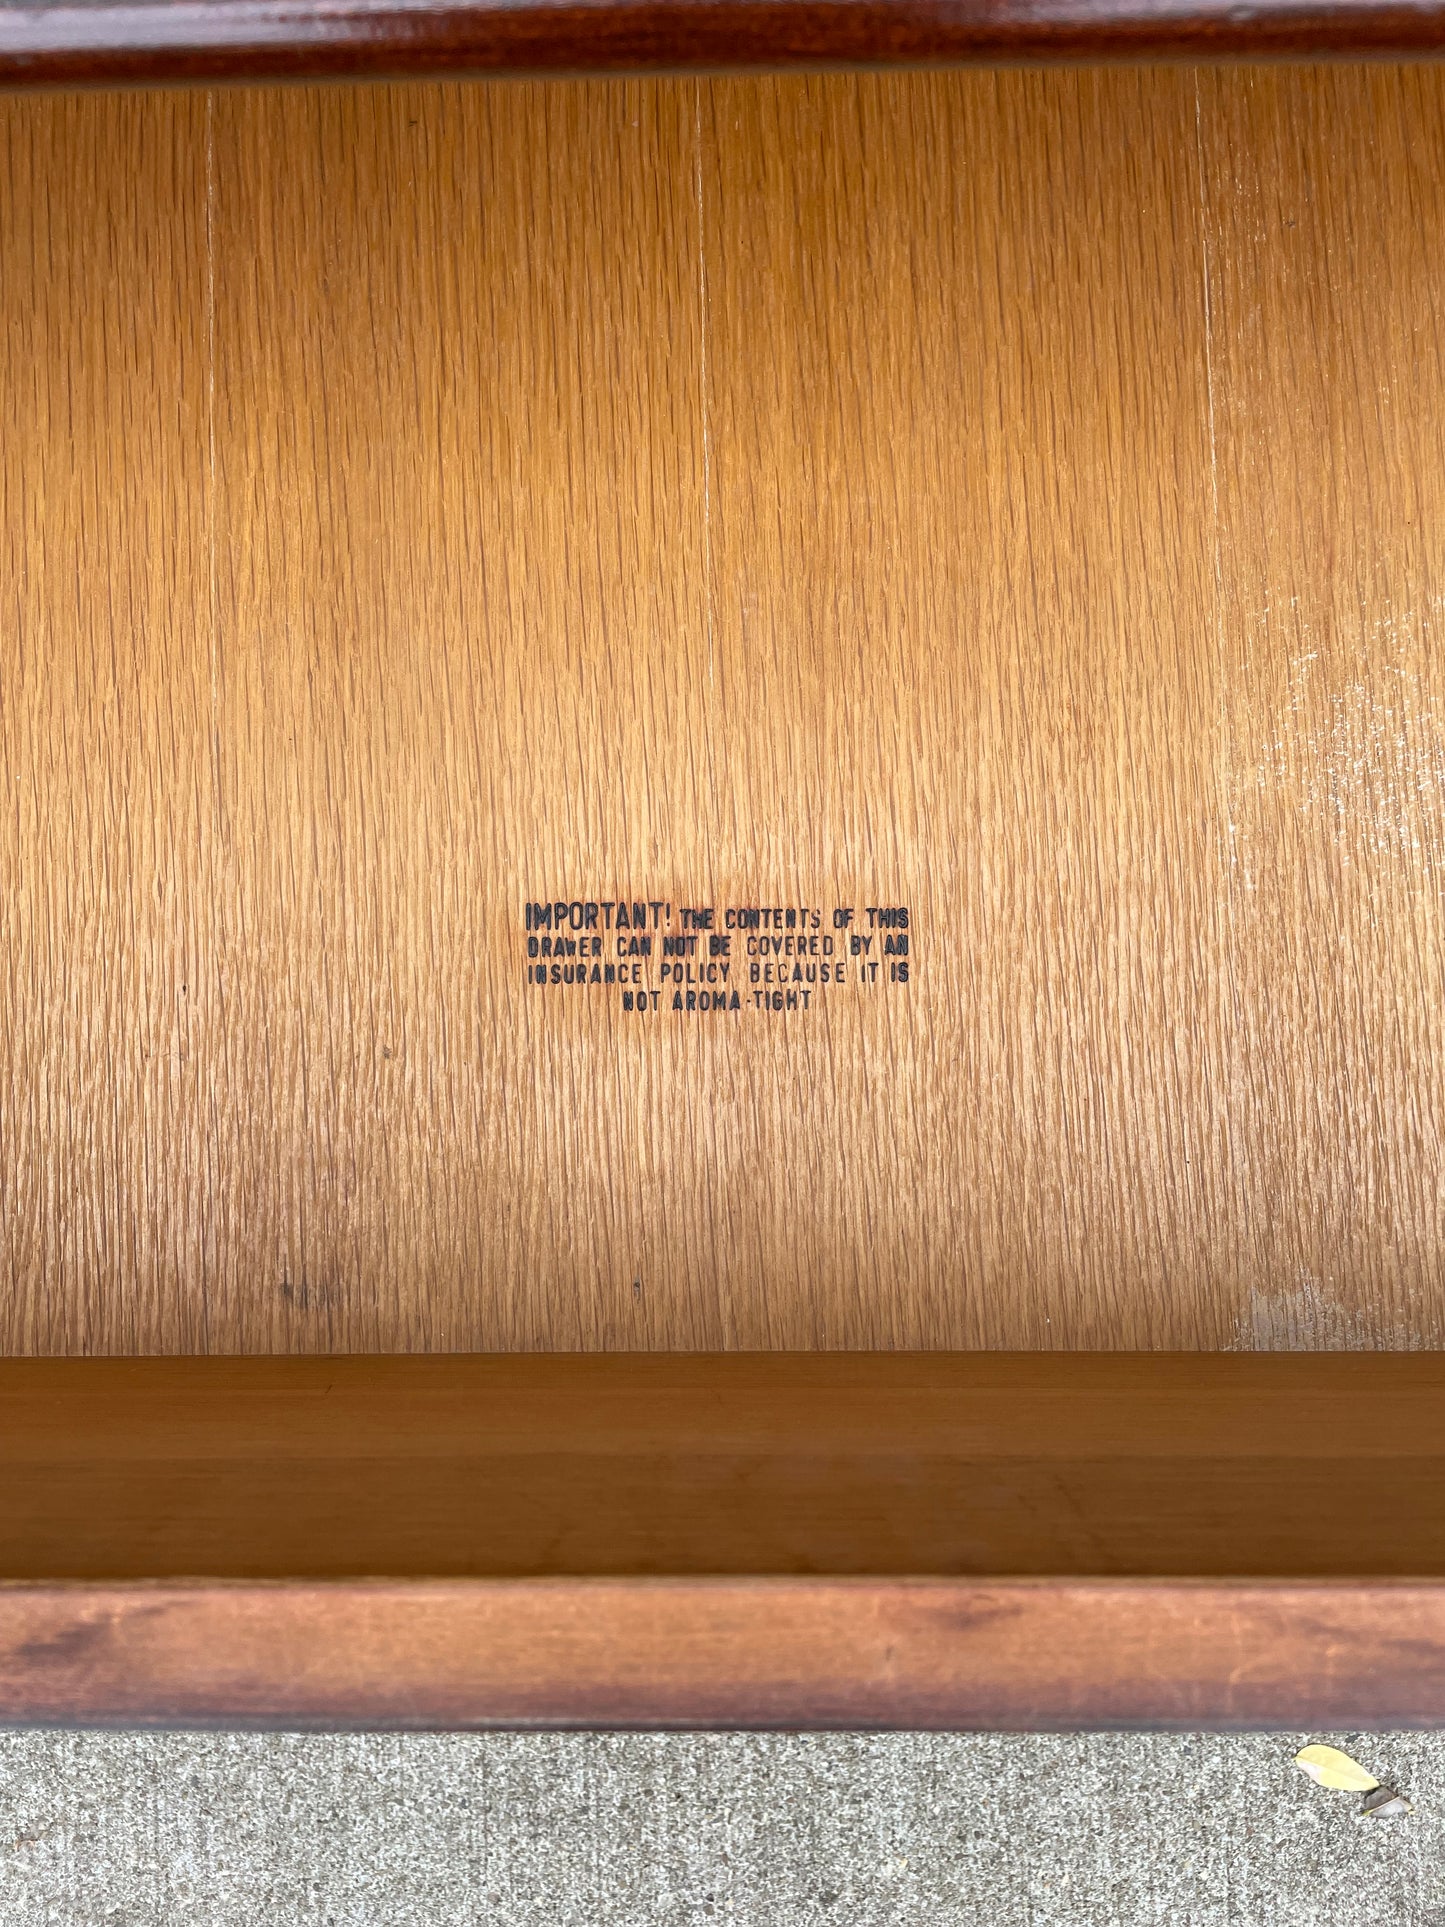 IMPORTANT! THE CONTENTS OF THIS
DRAWER CAN NOT BE COVERED BY AN
INSURANCE POLICY BECAUSE IT IS
NOT AROMA-TIGHT